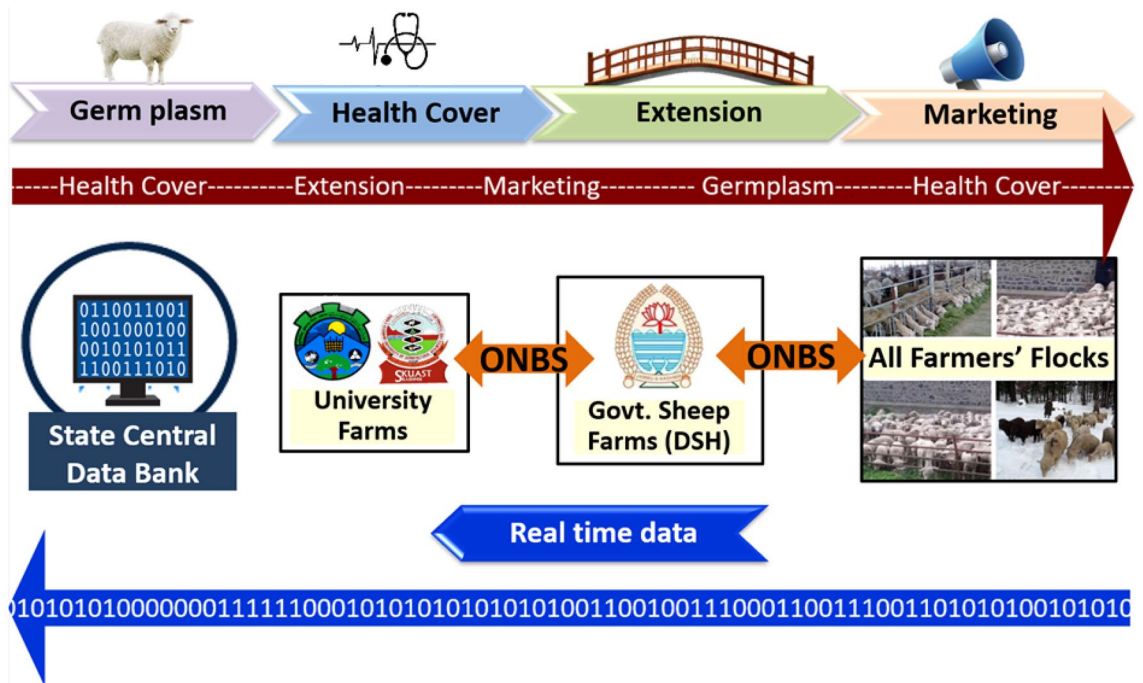 Germ plasm
Health Cover
Extension
Marketing
------Health Cover----------Extension---------Marketing----------- Germplasm---------Health Cover---------
0110011001
1001000100
0010101011
1100111010
State Central
Data Bank
SKUAST
University
Farms
ONBS
Govt. Sheep
Farms (DSH)
ONBS
All Farmers’ Flocks
Real time data